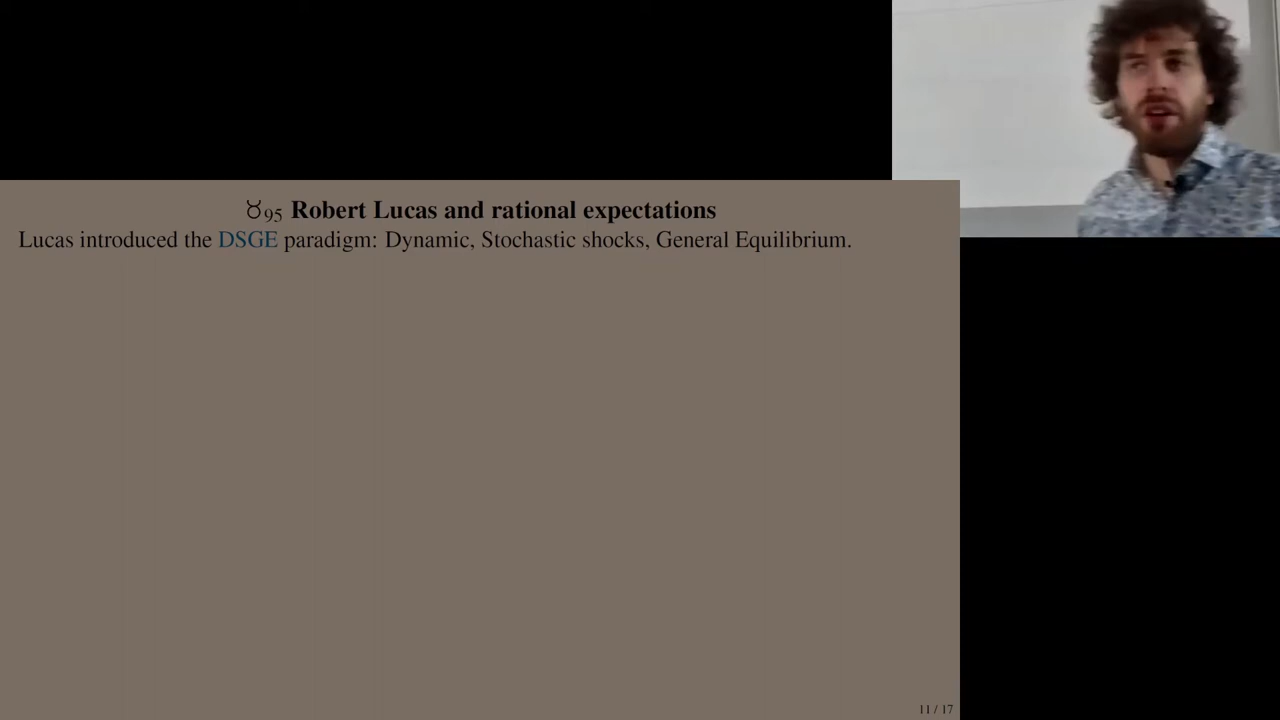 ♉95 Robert Lucas and rational expectations
Lucas introduced the DSGE paradigm: Dynamic, Stochastic shocks, General Equilibrium.
11 / 17